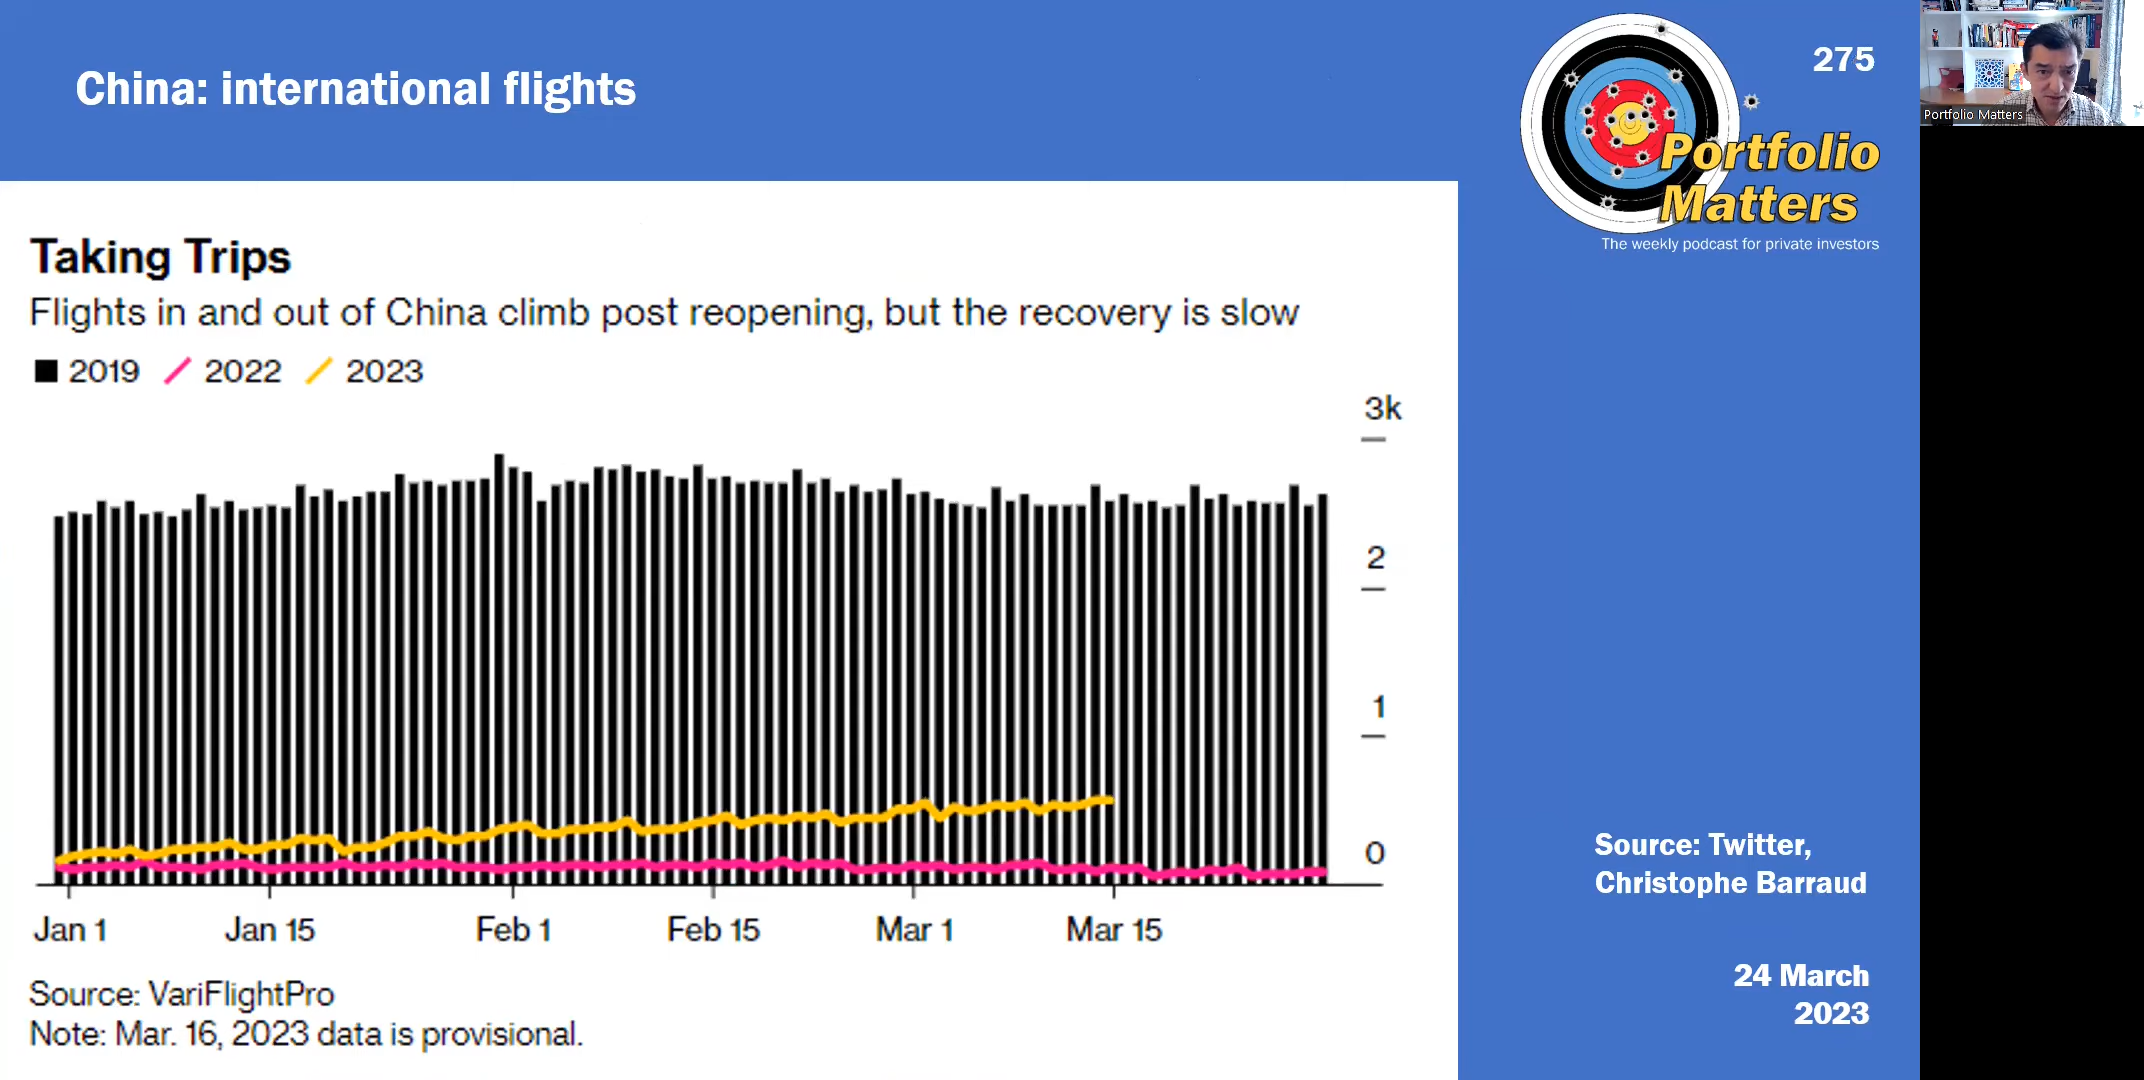 China: international flights
275
Portfolio
Matters
The weekly podcast for private investors
Portfolio Matters
Taking Trips
Flights in and out of China climb post reopening, but the recovery is slow
2019 2022 2023
3k
2
1
0
Jan 1 Jan 15 Feb 1 Feb 15 Mar 1 Mar 15
Source: VariFlightPro
Note: Mar. 16, 2023 data is provisional.
Source: Twitter,
Christophe Barraud
24 March
2023